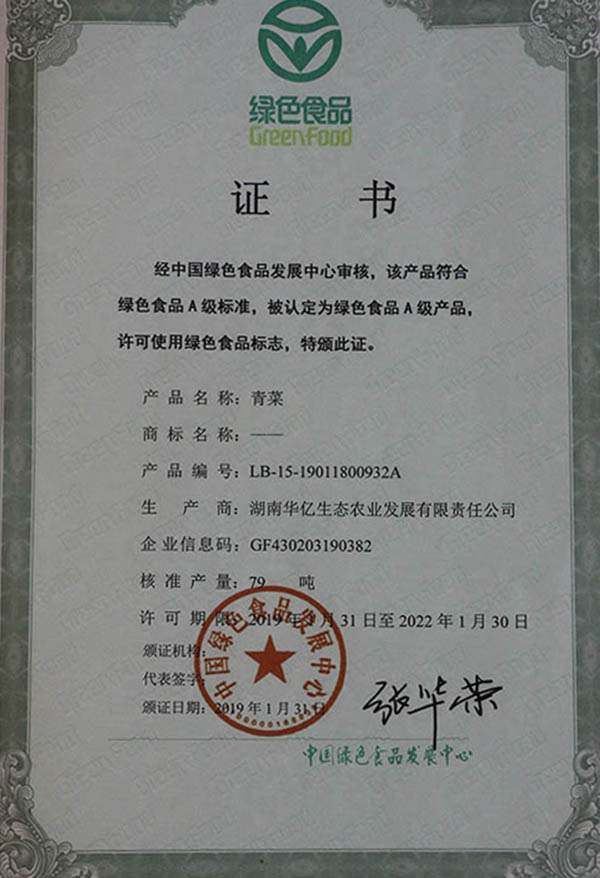 绿色食品
GreenFood
证 书
经中国绿色食品发展中心审核，该产品符合
绿色食品A级标准，被认定为绿色食品A级产品，
许可使用绿色食品标志，特颁此证。
产品名称：青菜
商标名称：——
产品编号：LB-15-19011800932A
生产商：湖南华亿生态农业发展有限责任公司
企业信息码：GF430203190382
核准产量：79 吨
许可期限：2019年1月31日至2022年1月30日
颁证机构：
代表签字：
张华荣
颁证日期：2019年1月31日
中国绿色食品发展中心
中国绿色食品发展中心